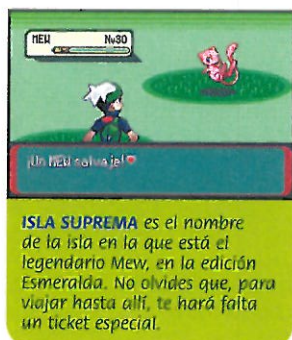 MEW Nv30
¡Un MEW salvaje!
ISLA SUPREMA es el nombre
de la isla en la que está el
legendario Mew, en la edición
Esmeralda. No olvides que, para
viajar hasta allí, te hará falta
un ticket especial.